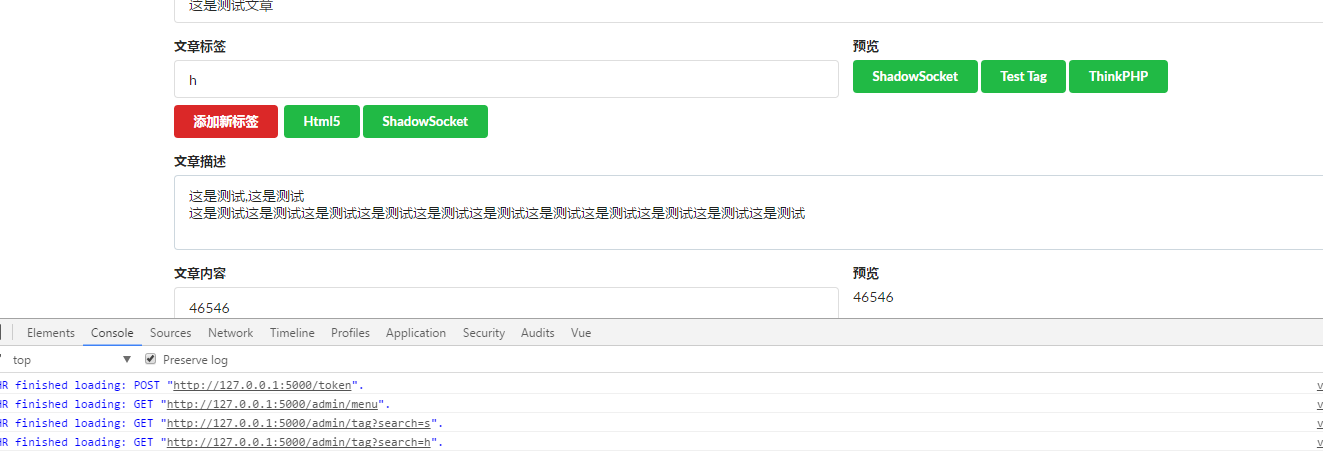 这是测试文章
文章标签 预览
h ShadowSocket Test Tag ThinkPHP
添加新标签 Html5 ShadowSocket
文章描述
这是测试,这是测试
这是测试这是测试这是测试这是测试这是测试这是测试这是测试这是测试这是测试这是测试这是测试
文章内容 预览
46546 46546
Elements Console Sources Network Timeline Profiles Application Security Audits Vue
top Preserve log
HR finished loading: POST "http://127.0.0.1:5000/token". v
HR finished loading: GET "http://127.0.0.1:5000/admin/menu". v
HR finished loading: GET "http://127.0.0.1:5000/admin/tag?search=s". v
HR finished loading: GET "http://127.0.0.1:5000/admin/tag?search=h". v